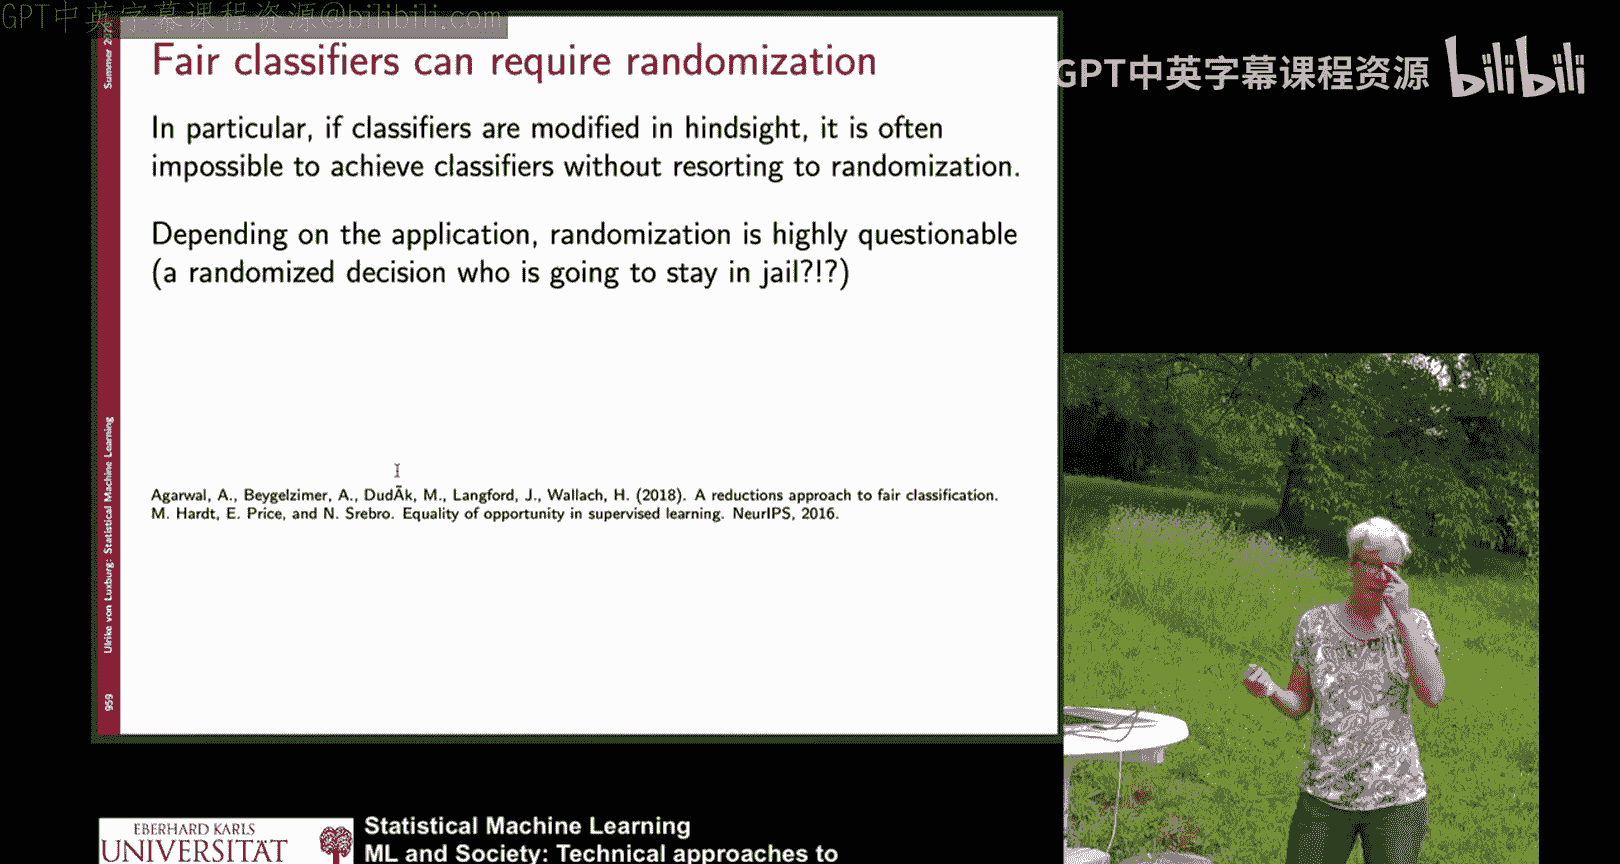 GPT中英字幕课程资源@bilibili.com
GPT中英字幕课程资源 bilibili
Fair classifiers can require randomization
In particular, if classifiers are modified in hindsight, it is often
impossible to achieve classifiers without resorting to randomization.
Depending on the application, randomization is highly questionable
(a randomized decision who is going to stay in jail?!?)
Agarwal, A., Beygelzimer, A., DudÃk, M., Langford, J., Wallach, H. (2018). A reductions approach to fair classification.
M. Hardt, E. Price, and N. Srebro. Equality of opportunity in supervised learning. NeurIPS, 2016.
Summer
Ulrike von Luxburg: Statistical Machine Learning
959
EBERHARD KARLS
UNIVERSITÄT
Statistical Machine Learning
ML and Society: Technical approaches to